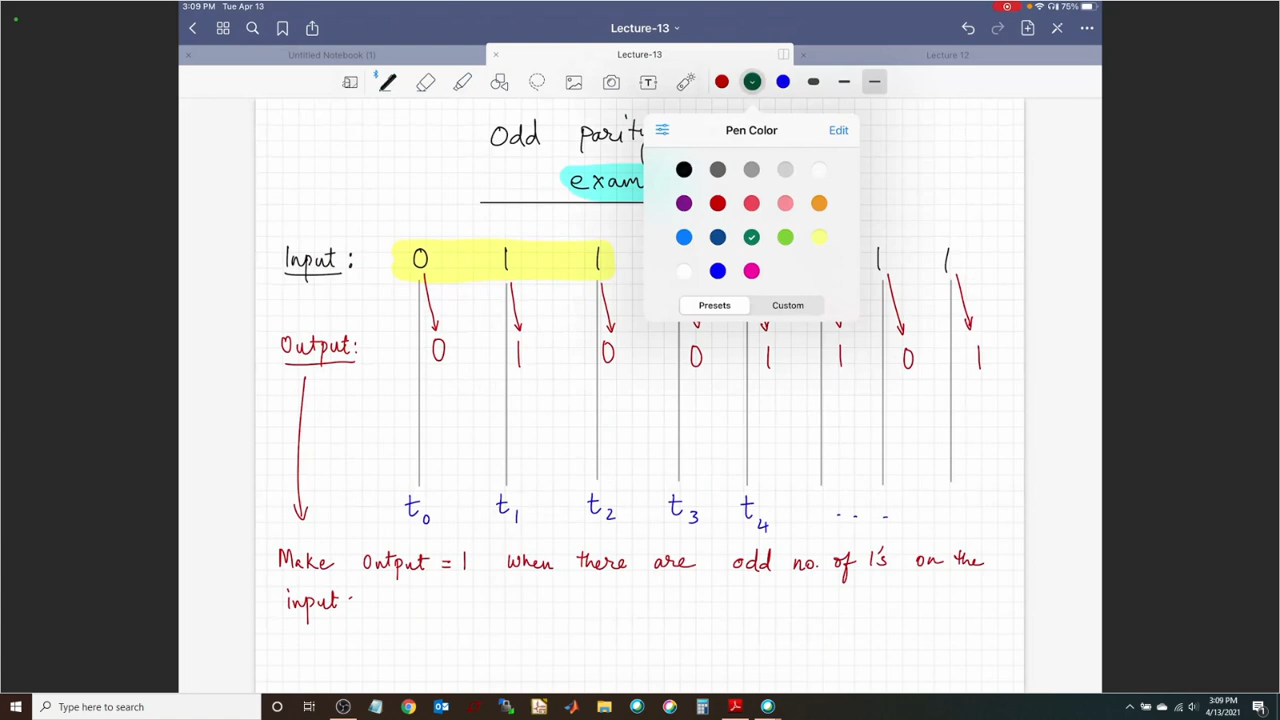 3:09 PM Tue Apr 13
75%
Lecture-13
Untitled Notebook (1)
Lecture-13
Lecture 12
Pen Color
Edit
Presets
Custom
Odd
exam
Input : 0 1 1 1 1
Output: 0 1 0 0 1 1 0 1
t0 t1 t2 t3 t4 . . .
Make Output = 1 when there are odd no. of 1's on the
input.
Type here to search
3:09 PM
4/13/2021